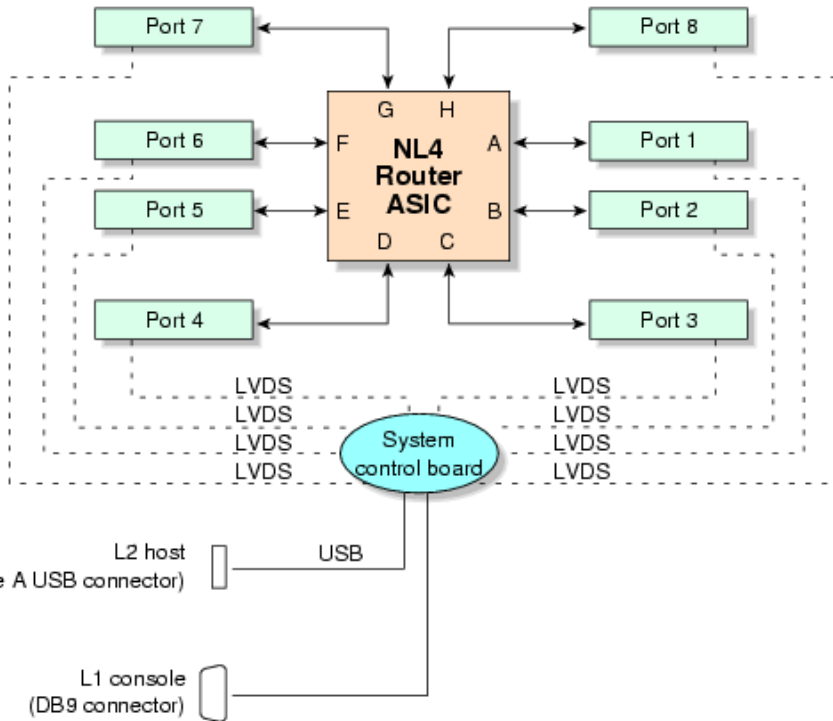 Port 7
Port 8
G H
Port 6
F
NL4
Router
ASIC
A
Port 1
Port 5
E
B
Port 2
D C
Port 4
Port 3
LVDS
LVDS
LVDS
LVDS
LVDS
LVDS
LVDS
LVDS
System
control board
L2 host
A USB connector)
USB
L1 console
(DB9 connector)